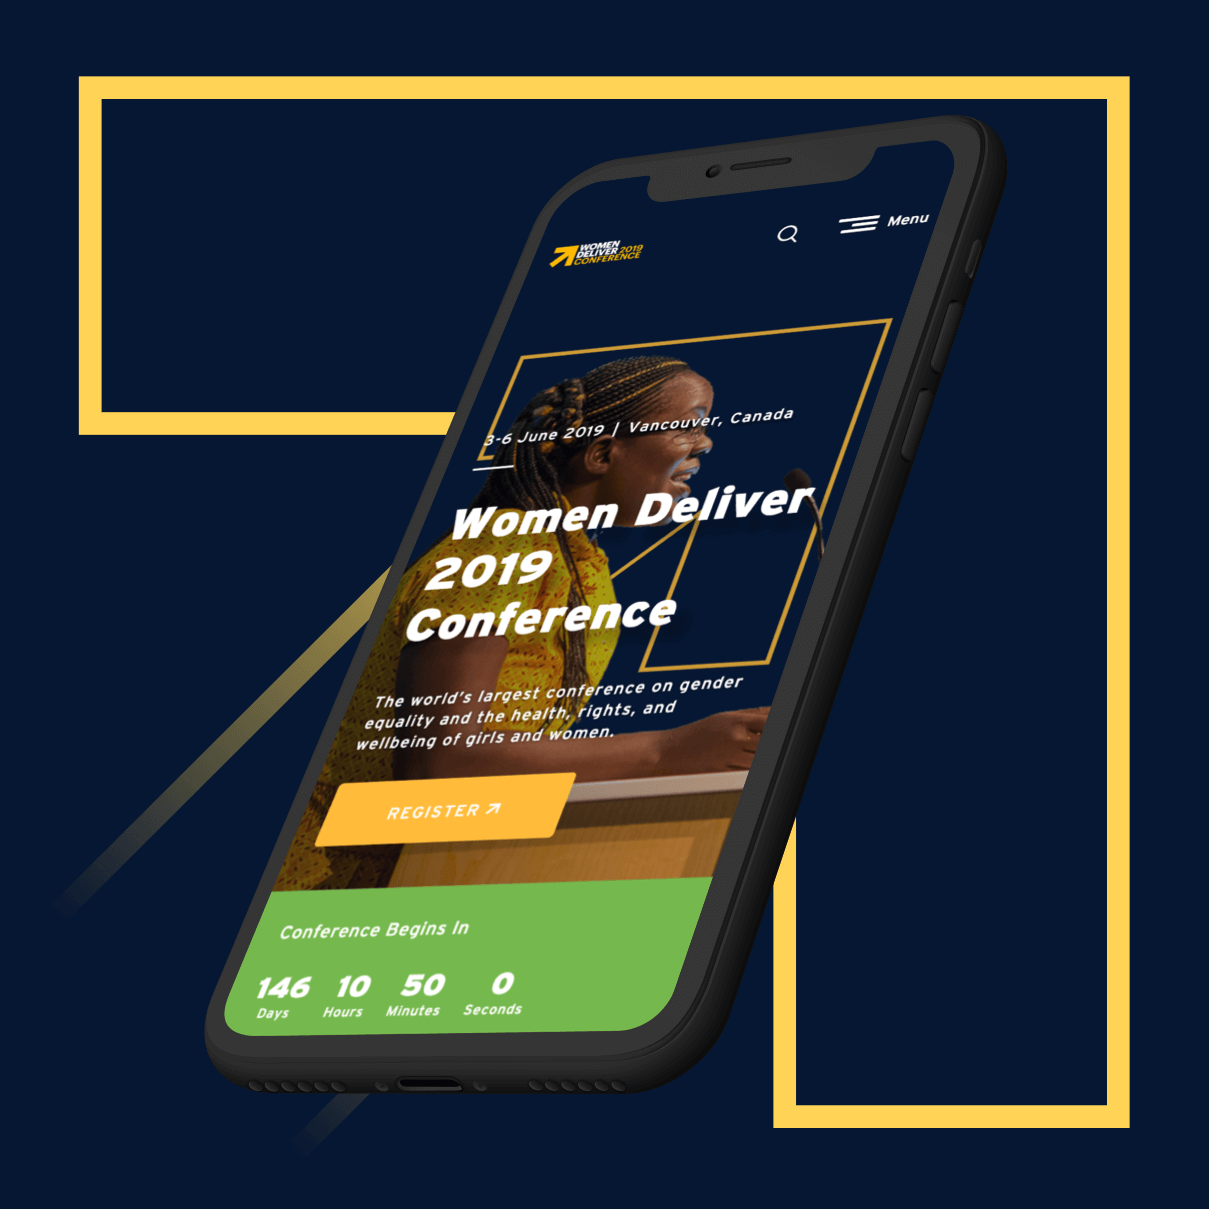 WOMEN
DELIVER 2019
CONFERENCE
Menu
3-6 June 2019 | Vancouver, Canada
Women Deliver
2019
Conference
The world's largest conference on gender
equality and the health, rights, and
wellbeing of girls and women.
REGISTER
Conference Begins In
146 10 50 0
Days Hours Minutes Seconds